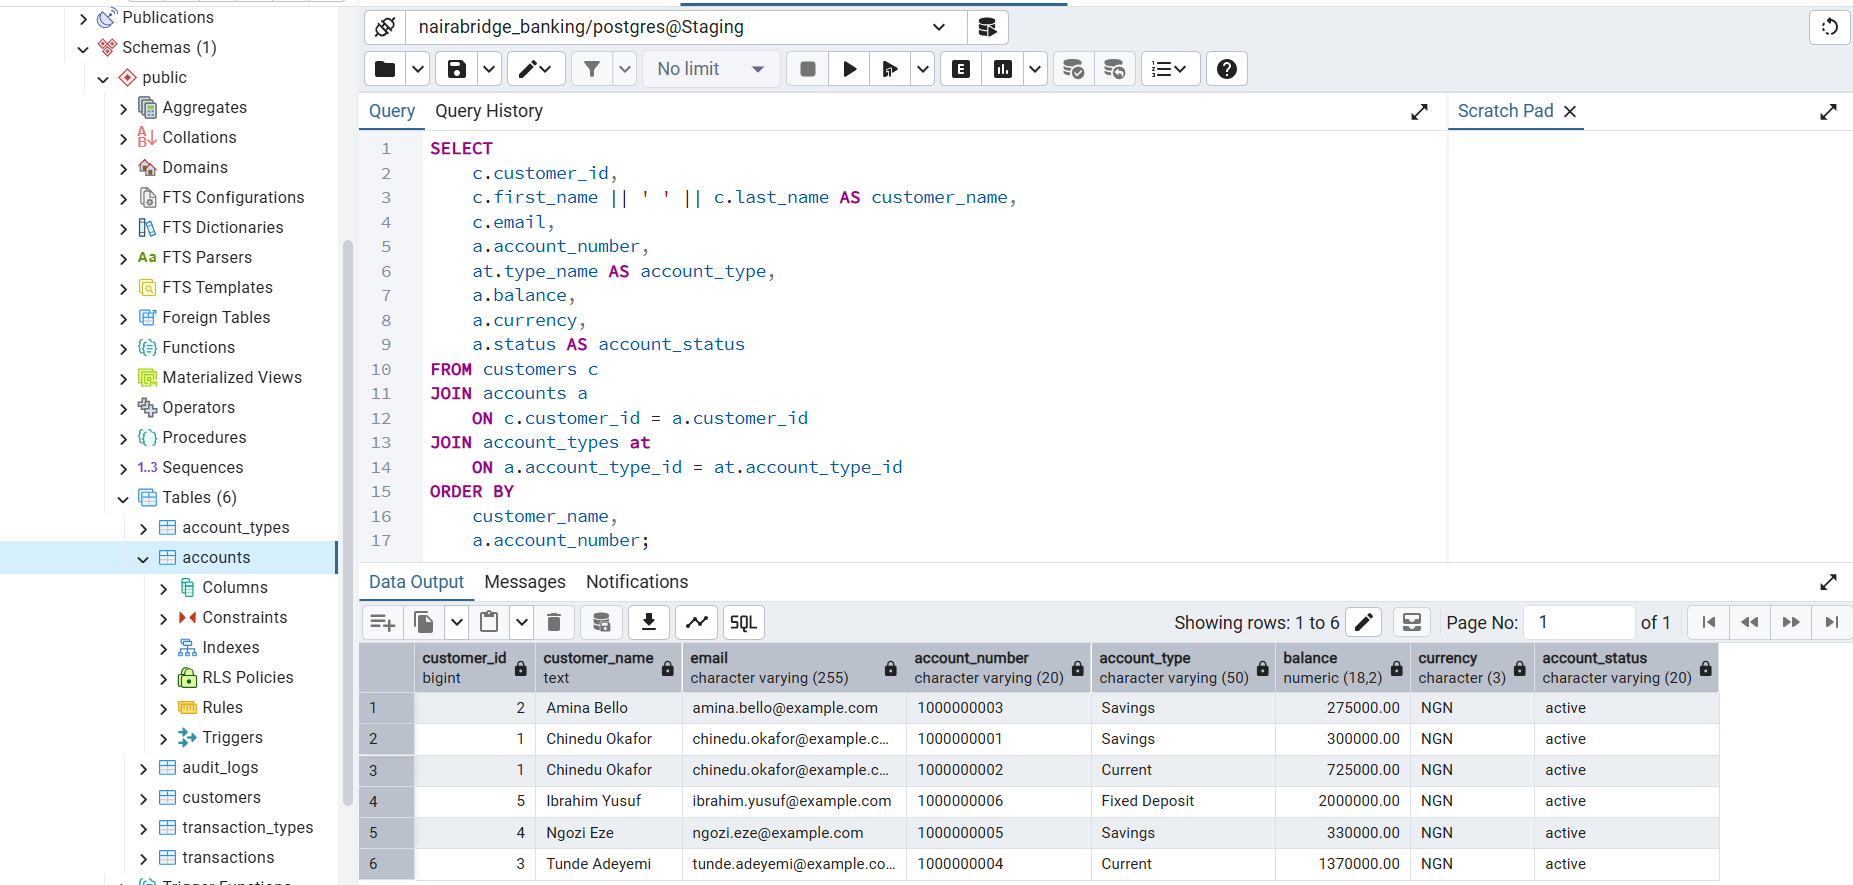 Publications
Schemas (1)
public
Aggregates
Collations
Domains
FTS Configurations
FTS Dictionaries
Aa FTS Parsers
FTS Templates
Foreign Tables
Functions
Materialized Views
Operators
Procedures
1..3 Sequences
Tables (6)
account_types
accounts
Columns
Constraints
Indexes
RLS Policies
Rules
Triggers
audit_logs
customers
transaction_types
transactions
Trigger Functions
nairabridge_banking/postgres@Staging
No limit
E
Query Query History
Scratch Pad
1 SELECT
2 c.customer_id,
3 c.first_name || ' ' || c.last_name AS customer_name,
4 c.email,
5 a.account_number,
6 at.type_name AS account_type,
7 a.balance,
8 a.currency,
9 a.status AS account_status
10 FROM customers c
11 JOIN accounts a
12 ON c.customer_id = a.customer_id
13 JOIN account_types at
14 ON a.account_type_id = at.account_type_id
15 ORDER BY
16 customer_name,
17 a.account_number;
Data Output Messages Notifications
SQL Showing rows: 1 to 6 Page No: 1 of 1
customer_id customer_name email account_number account_type balance currency account_status
bigint text character varying (255) character varying (20) character varying (50) numeric (18,2) character (3) character varying (20)
1 2 Amina Bello amina.bello@example.com 1000000003 Savings 275000.00 NGN active
2 1 Chinedu Okafor chinedu.okafor@example.c... 1000000001 Savings 300000.00 NGN active
3 1 Chinedu Okafor chinedu.okafor@example.c... 1000000002 Current 725000.00 NGN active
4 5 Ibrahim Yusuf ibrahim.yusuf@example.com 1000000006 Fixed Deposit 2000000.00 NGN active
5 4 Ngozi Eze ngozi.eze@example.com 1000000005 Savings 330000.00 NGN active
6 3 Tunde Adeyemi tunde.adeyemi@example.co... 1000000004 Current 1370000.00 NGN active